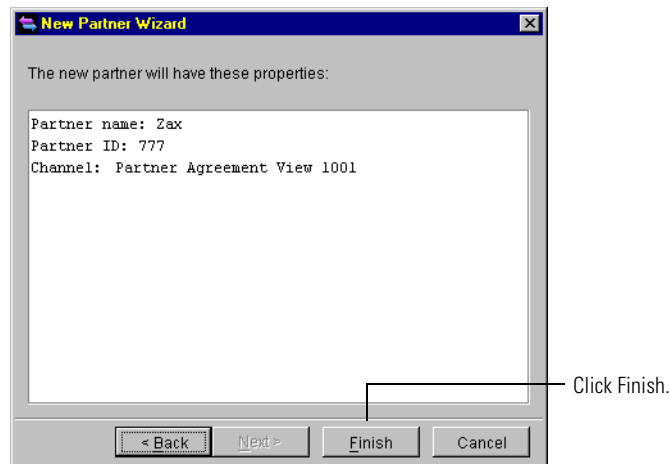 New Partner Wizard
The new partner will have these properties:
Partner name: Zax
Partner ID: 777
Channel: Partner Agreement View 1001
Click Finish.
< Back Next > Finish Cancel